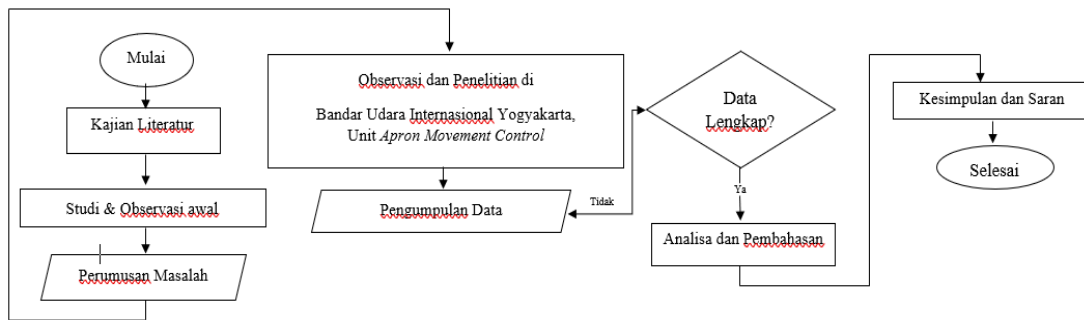 Mulai
Kajian Literatur
Studi & Observasi awal
Perumusan Masalah
Observasi dan Penelitian di
Bandar Udara Internasional Yogyakarta,
Unit Apron Movement Control
Pengumpulan Data
Tidak
Data
Lengkap?
Ya
Analisa dan Pembahasan
Kesimpulan dan Saran
Selesai